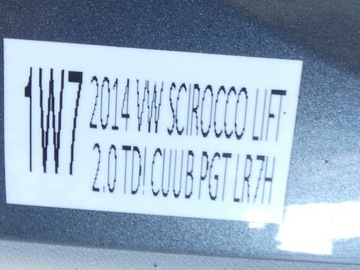 1W7
2014 VW SCIROCCO LIFT
2.0 TDI CUUB PGT LR7H